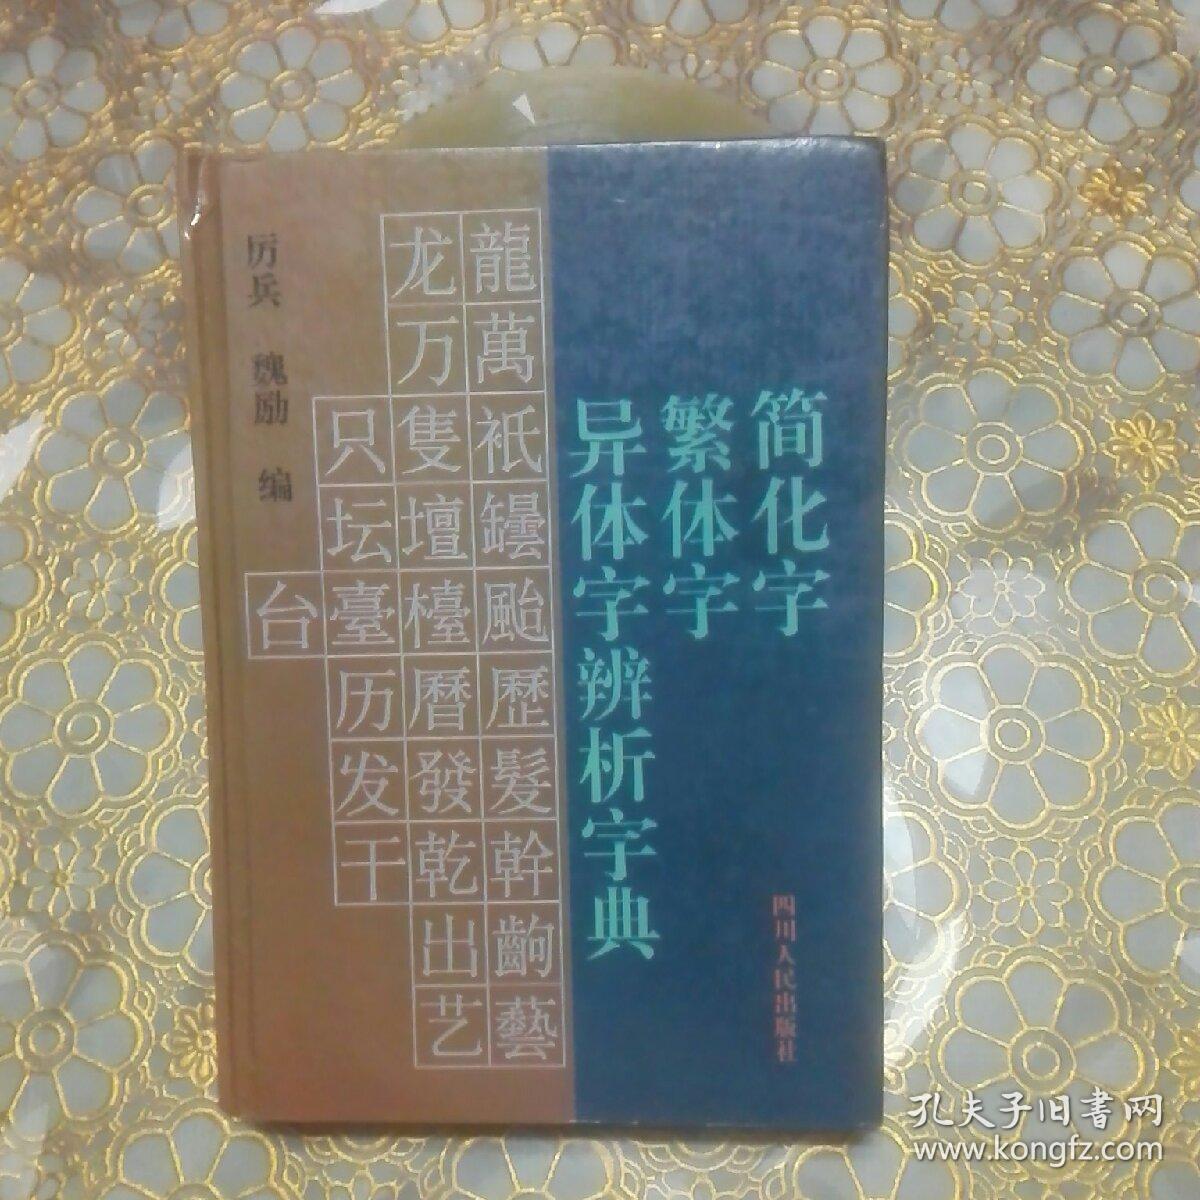 简化字
繁体字
异体字辨析字典
四川人民出版社
龍萬祇罎颱歷髮幹齣藝
龙万隻壇檯曆發乾出艺
只坛臺历发干
台
厉兵 魏励 编
孔夫子旧書网
www.kongfz.com